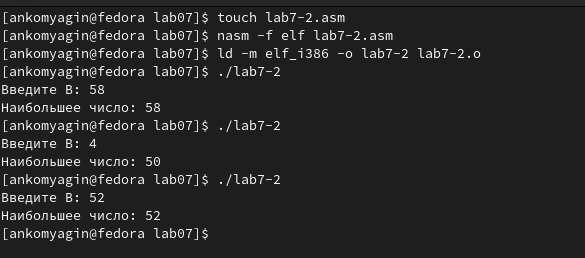 [ankomyagin@fedora lab07]$ touch lab7-2.asm
[ankomyagin@fedora lab07]$ nasm -f elf lab7-2.asm
[ankomyagin@fedora lab07]$ ld -m elf_i386 -o lab7-2 lab7-2.o
[ankomyagin@fedora lab07]$ ./lab7-2
Введите В: 58
Наибольшее число: 58
[ankomyagin@fedora lab07]$ ./lab7-2
Введите В: 4
Наибольшее число: 50
[ankomyagin@fedora lab07]$ ./lab7-2
Введите В: 52
Наибольшее число: 52
[ankomyagin@fedora lab07]$